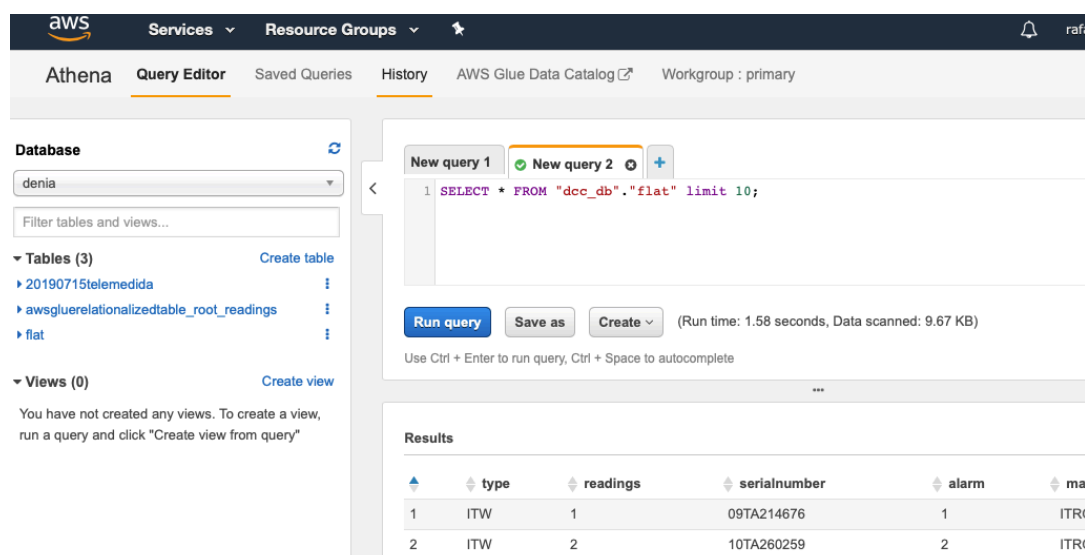 aws Services Resource Groups
Athena Query Editor Saved Queries History AWS Glue Data Catalog Workgroup : primary
Database
denia
Filter tables and views...
Tables (3) Create table
20190715telemedida
awsgluerelationalizedtable_root_readings
flat
Views (0) Create view
You have not created any views. To create a view,
run a query and click "Create view from query"
New query 1 New query 2 +
1 SELECT * FROM "dcc_db"."flat" limit 10;
Run query Save as Create (Run time: 1.58 seconds, Data scanned: 9.67 KB)
Use Ctrl + Enter to run query, Ctrl + Space to autocomplete
Results
type readings serialnumber alarm
1 ITW 1 09TA214676 1
2 ITW 2 10TA260259 2